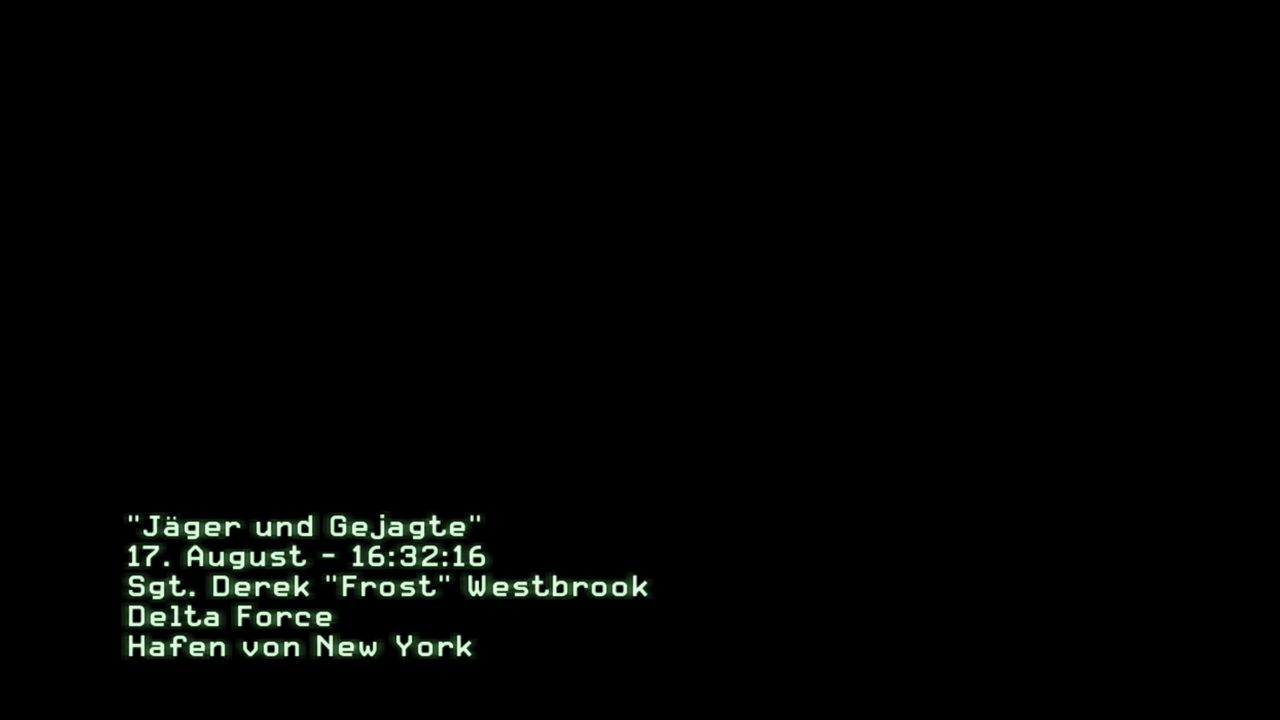 "Jäger und Gejagte"
17. August - 16:32:16
Sgt. Derek "Frost" Westbrook
Delta Force
Hafen von New York